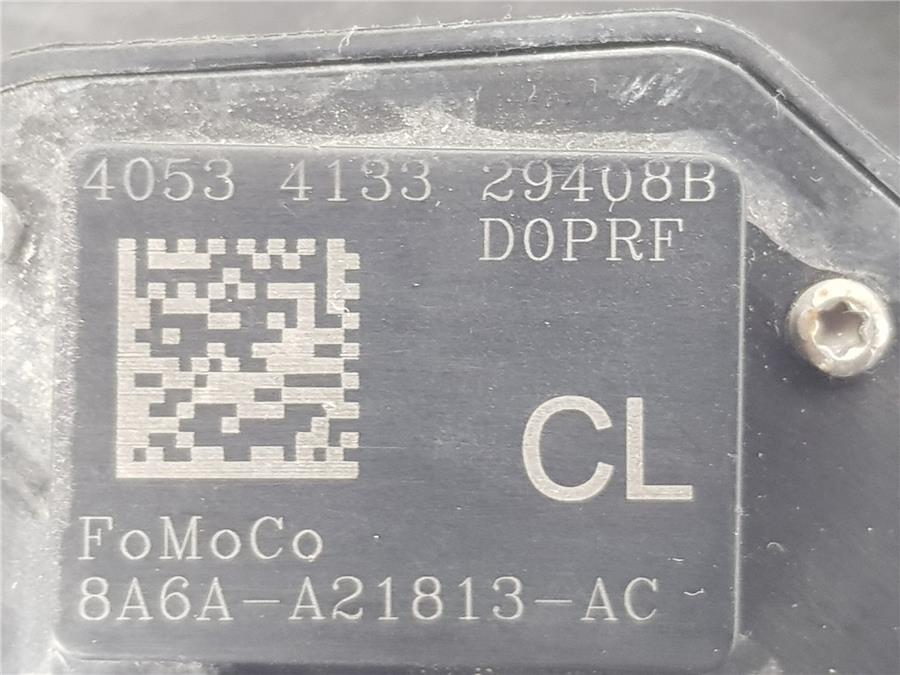 4053 4133 29408B
D0PRF
CL
FoMoCo
8A6A-A21813-AC